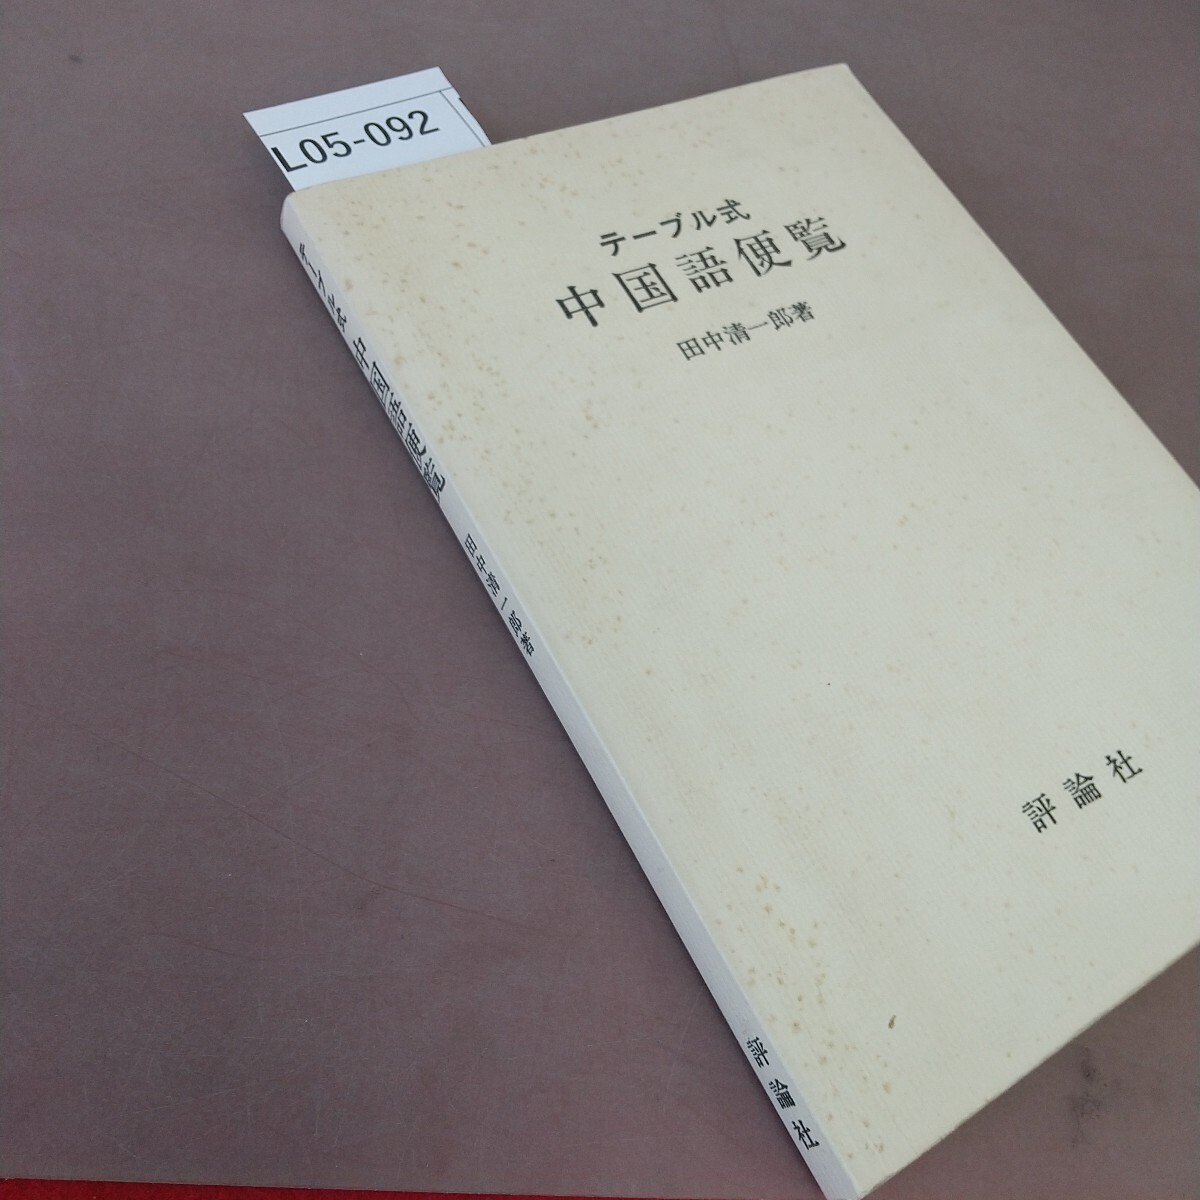 L05-092
テーブル式
中国語便覧
田中清一郎著
評論社
テーブル式 中国語便覧 田中清一郎著 評論社